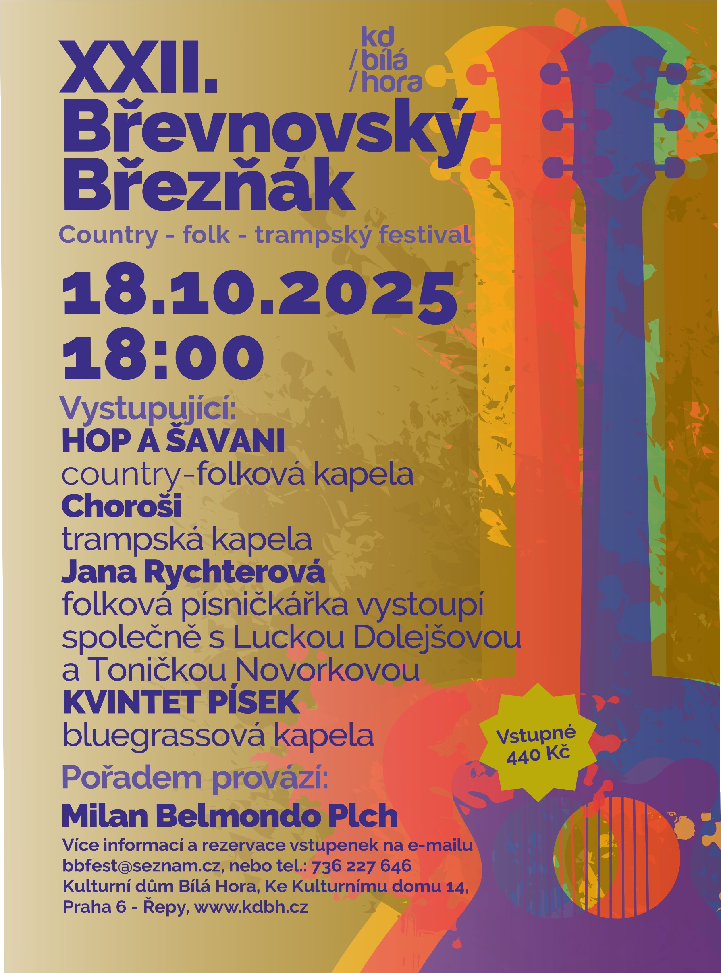 XXII.
kd
/bílá
/hora
Břevnovský
Březňák
Country - folk - trampský festival
18.10.2025
18:00
Vystupující:
HOP A ŠAVANI
country-folková kapela
Choroši
trampská kapela
Jana Rychterová
folková písničkářka vystoupí
společně s Luckou Dolejšovou
a Toničkou Novorkovou
KVINTET PÍSEK
bluegrassová kapela
Vstupné
440 Kč
Pořadem provází:
Milan Belmondo Plch
Více informací a rezervace vstupenek na e-mailu
bbfest@seznam.cz, nebo tel.: 736 227 646
Kulturní dům Bílá Hora, Ke Kulturnímu domu 14,
Praha 6 - Řepy, www.kdbh.cz